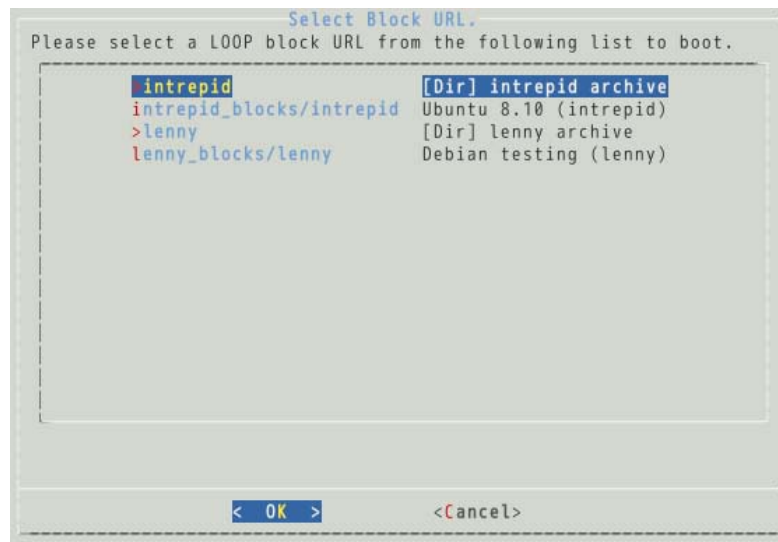 Select Block URL.
Please select a LOOP block URL from the following list to boot.
>intrepid [Dir] intrepid archive
intrepid_blocks/intrepid Ubuntu 8.10 (intrepid)
>lenny [Dir] lenny archive
lenny_blocks/lenny Debian testing (lenny)
< OK > <Cancel>